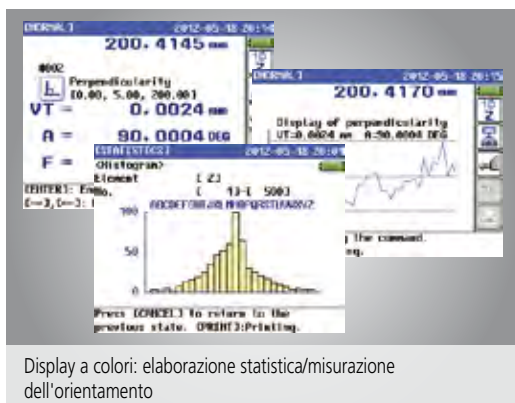 [NORMAL] 2012-05-18 20:14
200.4145 mm
#002
Perpendicularity
[0.00, 5.00, 200.00]
VT = 0.0024 mm
A = 90.0004 DEG
F =
[NORMAL] 2012-05-18 20:15
200.4170 mm
Display of perpendicularity
VT=0.0024 mm A:90.0004 DEG
the command.
[STATISTICS] 2012-05-18 20:01
<Histogram>
Element [ Z]
No. [ 1]-[ 500]
100
50
0
Press [CANCEL] to return to the
previous state. [PRINT]:Printing.
Display a colori: elaborazione statistica/misurazione
dell'orientamento